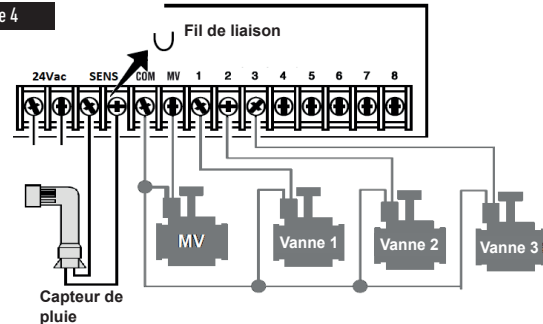 e 4
Fil de liaison
24Vac SENS COM MV 1 2 3 4 5 6 7 8
MV
Vanne 1
Vanne 2
Vanne 3
Capteur de
pluie